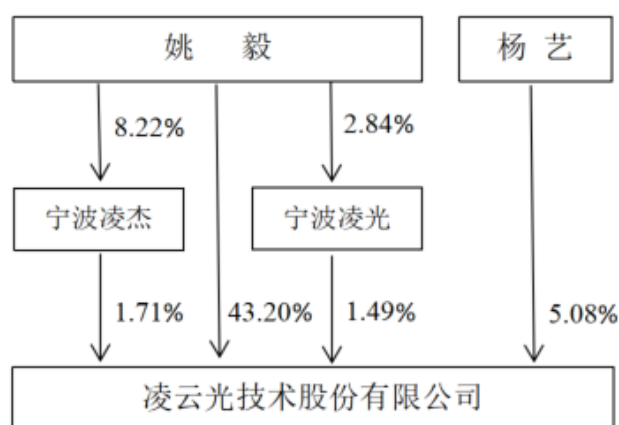 姚 毅
杨 艺
8.22%
2.84%
宁波凌杰
宁波凌光
1.71%
43.20%
1.49%
5.08%
凌云光技术股份有限公司